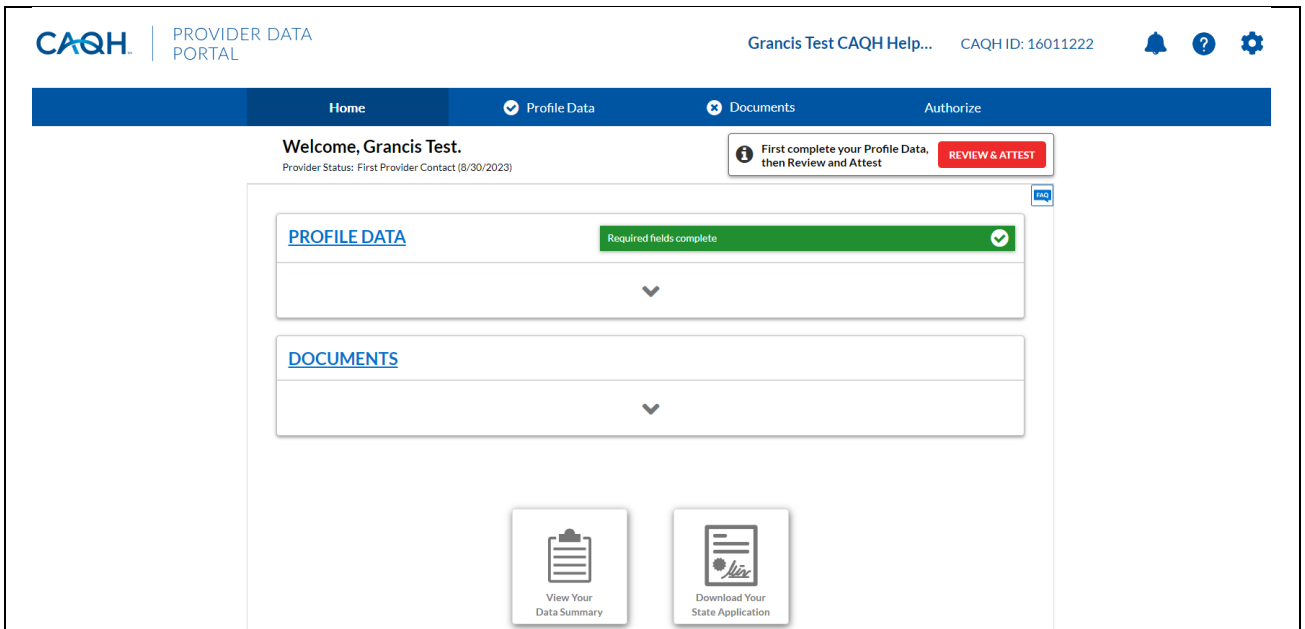 CAQH
PROVIDER DATA
PORTAL
Grancis Test CAQH Help...
CAQH ID: 16011222
?
Home
Profile Data
Documents
Authorize
Welcome, Grancis Test.
Provider Status: First Provider Contact (8/30/2023)
First complete your Profile Data,
then Review and Attest
REVIEW & ATTEST
FAQ
PROFILE DATA
Required fields complete
DOCUMENTS
View Your
Data Summary
Download Your
State Application